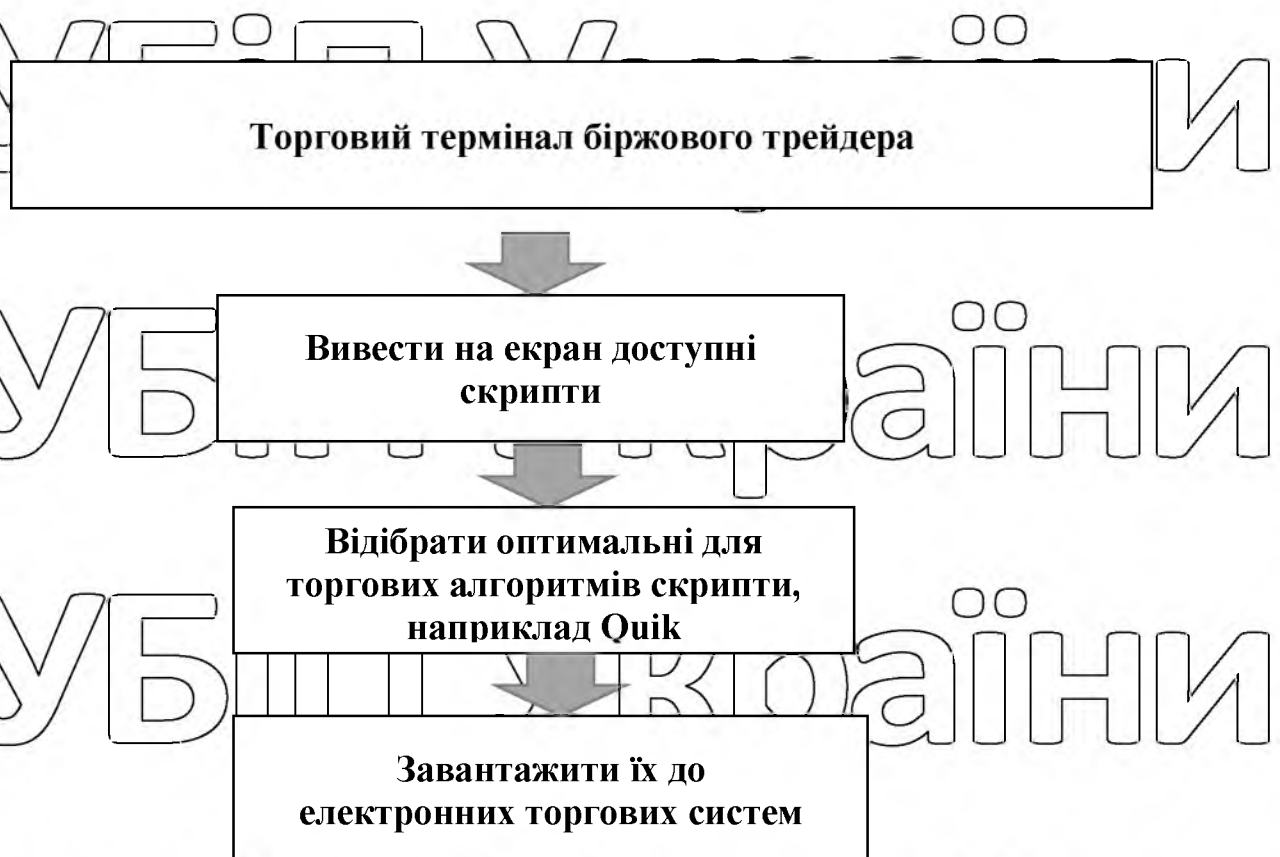 Торговий термінал біржового трейдера
Вивести на екран доступні
скрипти
Відібрати оптимальні для
торгових алгоритмів скрипти,
наприклад Quik
Завантажити їх до
електронних торгових систем